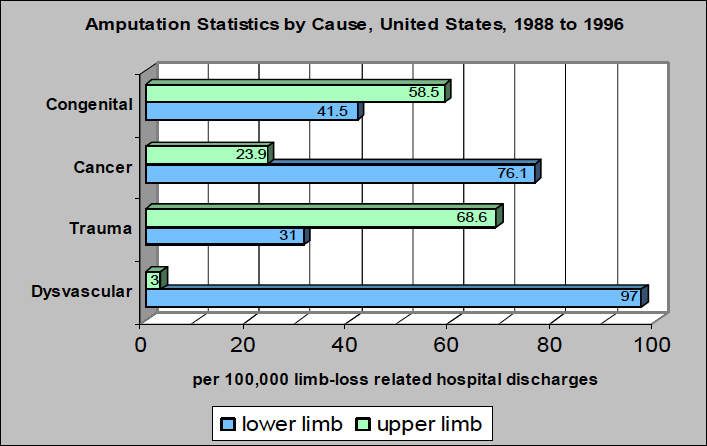 Amputation Statistics by Cause, United States, 1988 to 1996
Congenital
58.5
41.5
Cancer
23.9
76.1
Trauma
68.6
31
Dysvascular
3
97
0 20 40 60 80 100
per 100,000 limb-loss related hospital discharges
lower limb upper limb